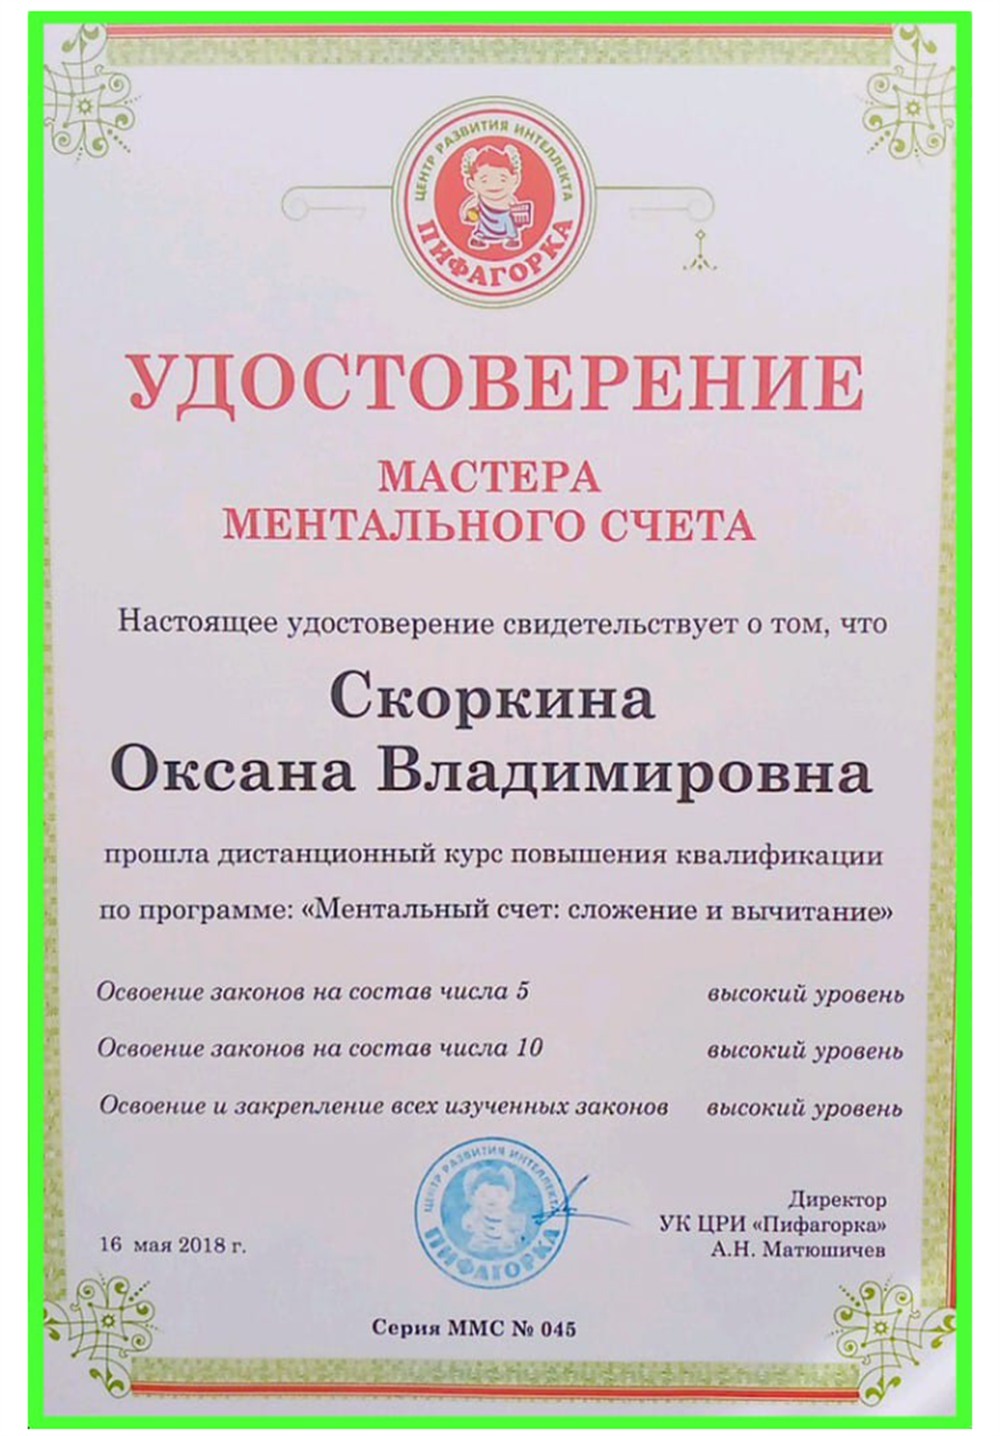 ЦЕНТР РАЗВИТИЯ ИНТЕЛЛЕКТА
ПИФАГОРКА
УДОСТОВЕРЕНИЕ
МАСТЕРА
МЕНТАЛЬНОГО СЧЕТА
Настоящее удостоверение свидетельствует о том, что
Скоркина
Оксана Владимировна
прошла дистанционный курс повышения квалификации
по программе: «Ментальный счет: сложение и вычитание»
Освоение законов на состав числа 5 высокий уровень
Освоение законов на состав числа 10 высокий уровень
Освоение и закрепление всех изученных законов высокий уровень
ЦЕНТР РАЗВИТИЯ ИНТЕЛЛЕКТА
ПИФАГОРКА
Директор
УК ЦРИ «Пифагорка»
А.Н. Матюшичев
16 мая 2018 г.
Серия ММС № 045